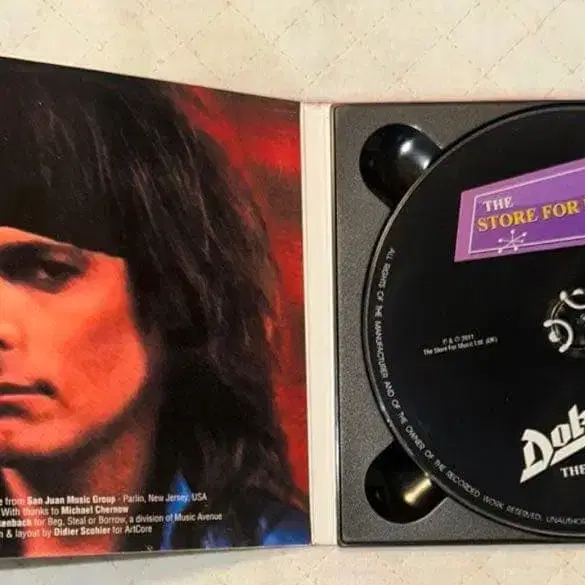 from San Juan Music Group - Parlin, New Jersey, USA
With thanks to Michael Chernow
for Beg, Steal or Borrow, a division of Music Avenue
& layout by Didier Scohier for ArtCore
THE
STORE FOR
ALL RIGHTS OF THE MANUFACTURER AND OF THE OWNER OF THE RECORDED WORK RESERVED. UNAUTHOR
℗ & © 2011
The Store For Music Ltd. (UK)
Dok
THE